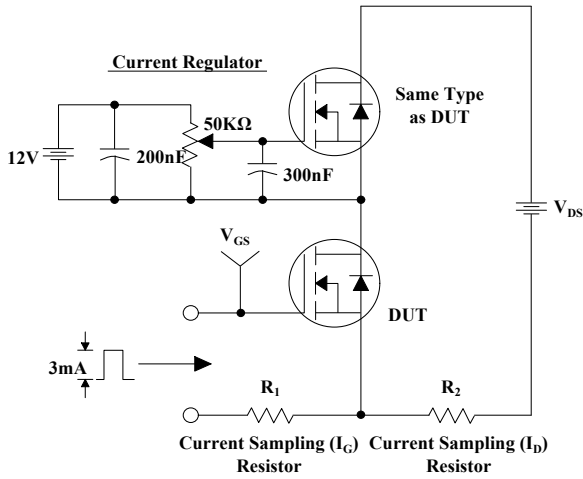 Current Regulator
Same Type
as DUT
50KΩ
12V
200nF
300nF
V_DS
V_GS
DUT
3mA
R_1
R_2
Current Sampling (I_G)
Resistor
Current Sampling (I_D)
Resistor